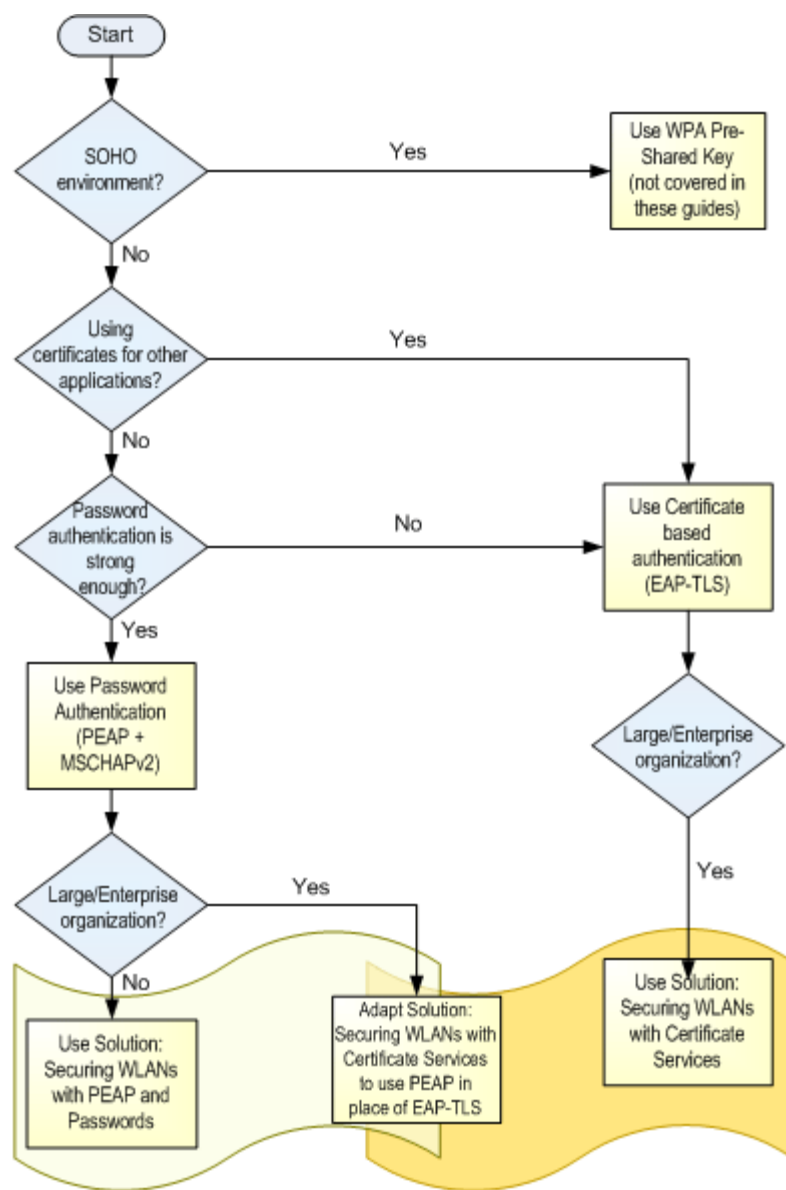 Start
SOHO
environment?
Yes
Use WPA Pre-
Shared Key
(not covered in
these guides)
No
Using
certificates for other
applications?
Yes
No
Password
authentication is
strong
enough?
No
Use Certificate
based
authentication
(EAP-TLS)
Yes
Use Password
Authentication
(PEAP +
MSCHAPv2)
Large/Enterprise
organization?
Yes
Large/Enterprise
organization?
Yes
No
Use Solution:
Securing WLANs
with PEAP and
Passwords
Adapt Solution:
Securing WLANs with
Certificate Services
to use PEAP in
place of EAP-TLS
Use Solution:
Securing WLANs
with Certificate
Services